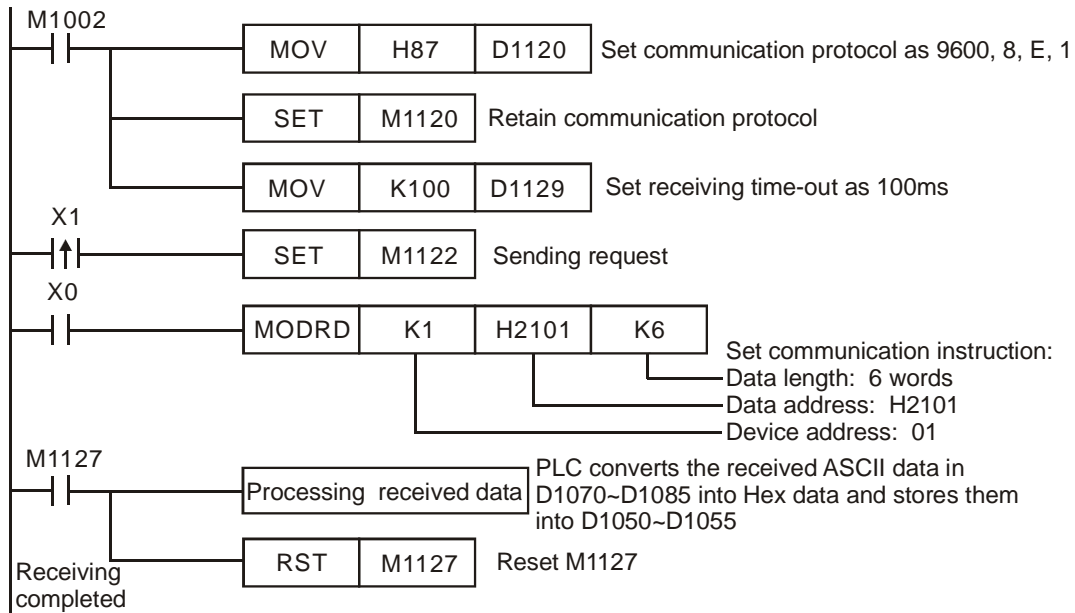 M1002
MOV H87 D1120 Set communication protocol as 9600, 8, E, 1
SET M1120 Retain communication protocol
MOV K100 D1129 Set receiving time-out as 100ms
X1
SET M1122 Sending request
X0
MODRD K1 H2101 K6
Set communication instruction:
Data length: 6 words
Data address: H2101
Device address: 01
M1127
Processing received data
PLC converts the received ASCII data in
D1070~D1085 into Hex data and stores them
into D1050~D1055
RST M1127 Reset M1127
Receiving
completed